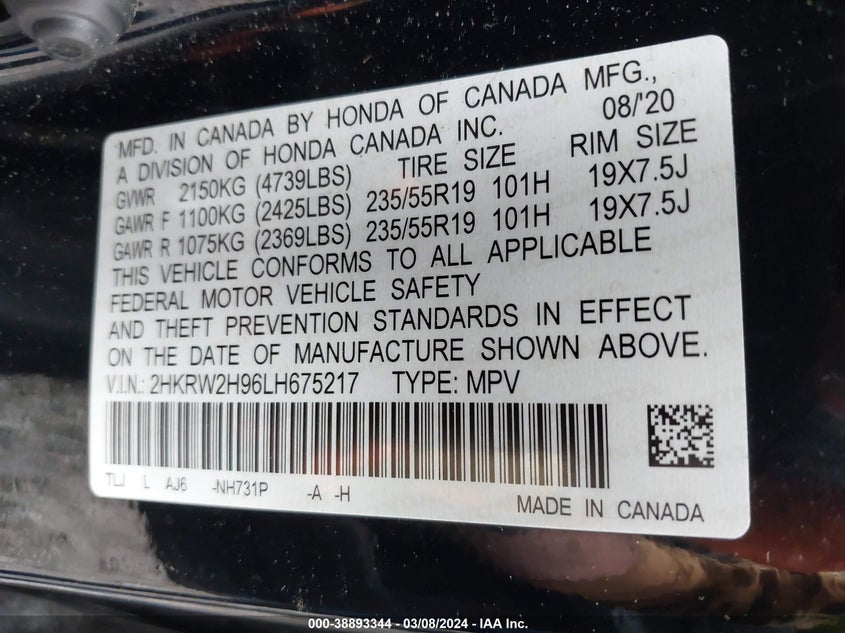 MFD. IN CANADA BY HONDA OF CANADA MFG.,
A DIVISION OF HONDA CANADA INC. 08/'20
GVWR 2150KG (4739LBS) TIRE SIZE RIM SIZE
GAWR F 1100KG (2425LBS) 235/55R19 101H 19X7.5J
GAWR R 1075KG (2369LBS) 235/55R19 101H 19X7.5J
THIS VEHICLE CONFORMS TO ALL APPLICABLE
FEDERAL MOTOR VEHICLE SAFETY
AND THEFT PREVENTION STANDARDS IN EFFECT
ON THE DATE OF MANUFACTURE SHOWN ABOVE.
V.I.N.: 2HKRW2H96LH675217 TYPE: MPV
TLJ L AJ6 -NH731P -A -H
MADE IN CANADA
000-38893344 - 03/08/2024 - IAA Inc.